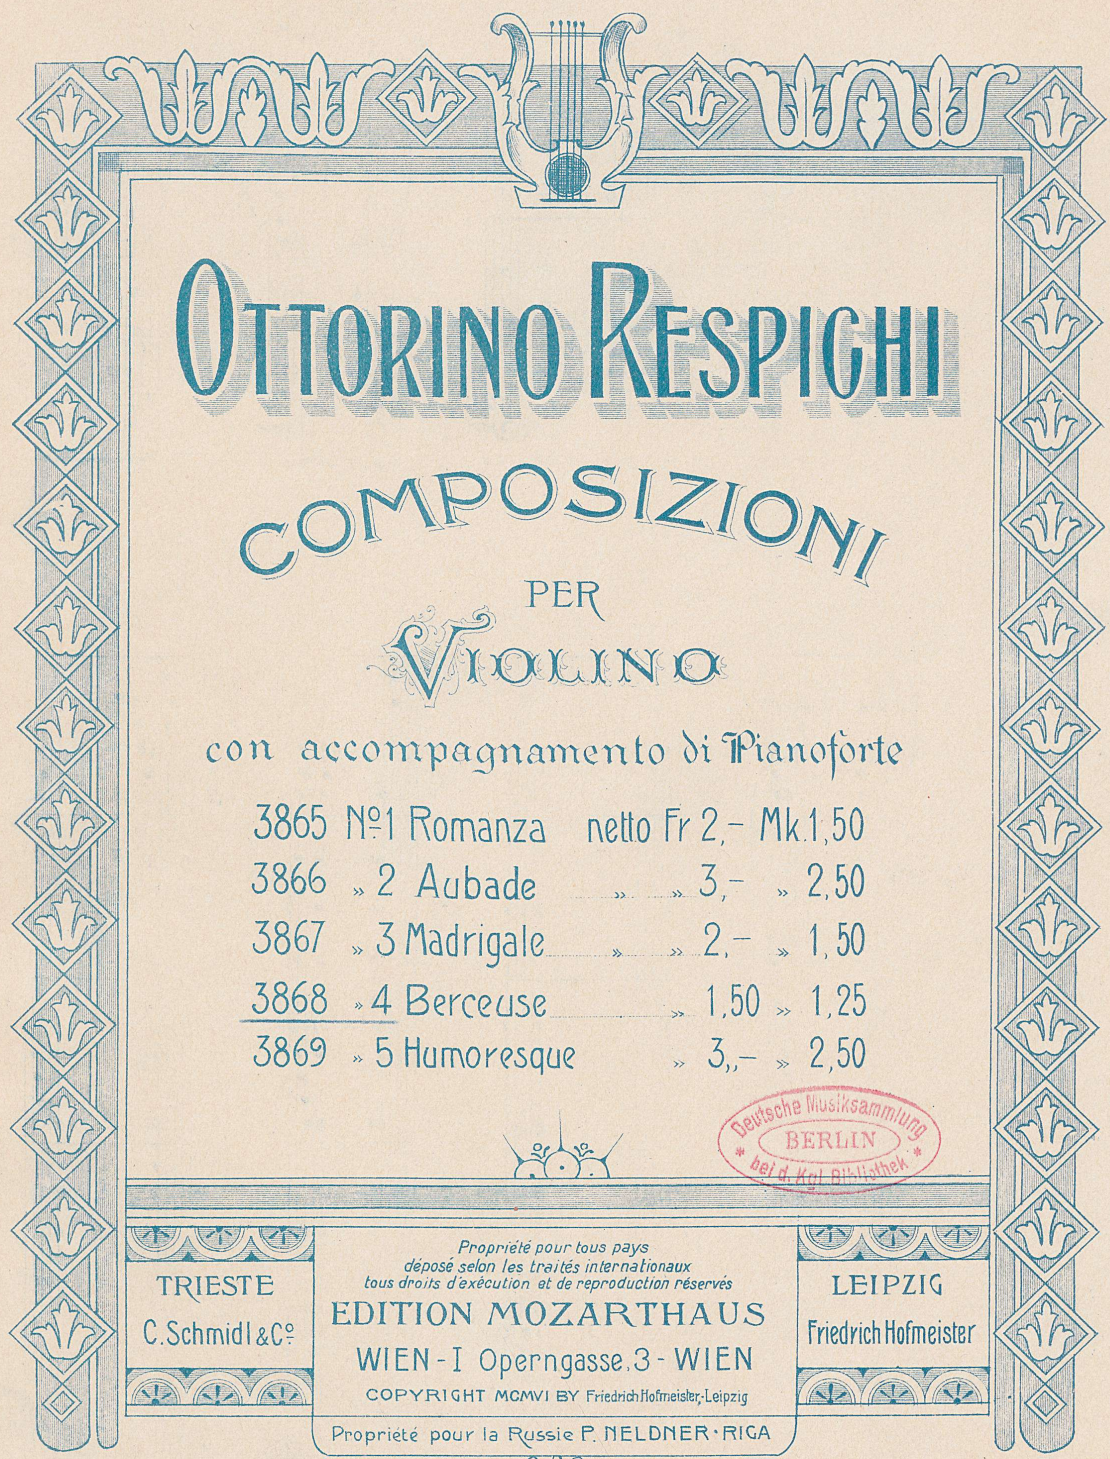 OTTORINO RESPIGHI
COMPOSIZIONI
PER
VIOLINO
con accompagnamento di Pianoforte
3865 Nº1 Romanza netto Fr 2,- Mk.1,50
3866 » 2 Aubade » » 3,- » 2,50
3867 » 3 Madrigale » » 2,- » 1,50
3868 » 4 Berceuse » 1,50 » 1,25
3869 » 5 Humoresque » 3,,- » 2,50
Deutsche Musiksammlung
BERLIN
* bei d. Kgl. Bibliothek *
Propriété pour tous pays
déposé selon les traités internationaux
tous droits d'exècution et de reproduction réservés
EDITION MOZARTHAUS
WIEN - I Operngasse,3 - WIEN
COPYRIGHT MCMVI BY Friedrich Hofmeister,-Leipzig
TRIESTE
C.Schmidl & Cº
LEIPZIG
Friedrich Hofmeister
Propriété pour la Russie P. NELDNER · RIGA